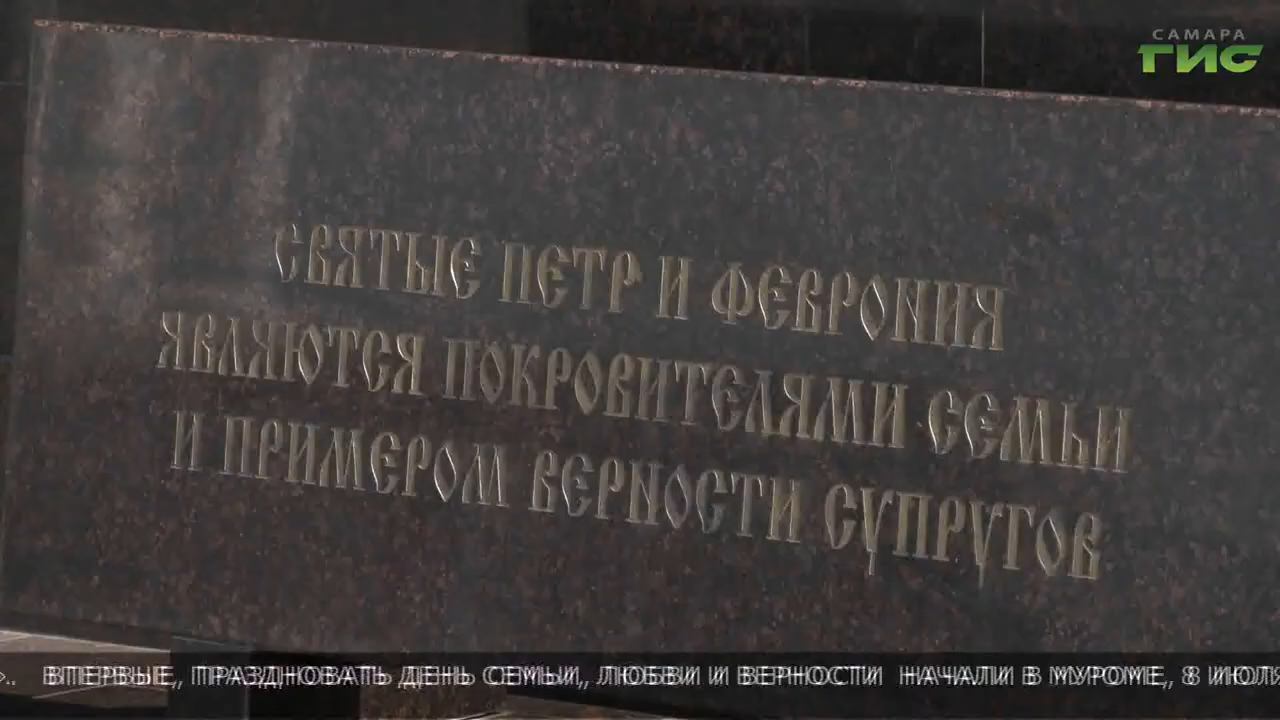 САМАРА
ГИС
СВЯТЫЕ ПЕТР И ФЕВРОНИЯ
ЯВЛЯЮТСЯ ПОКРОВИТЕЛЯМИ СЕМЬИ
И ПРИМЕРОМ ВЕРНОСТИ СУПРУГОВ
ВПЕРВЫЕ, ПРАЗДНОВАТЬ ДЕНЬ СЕМЬИ, ЛЮБВИ И ВЕРНОСТИ НАЧАЛИ В МУРОМЕ, 8 ИЮЛЯ